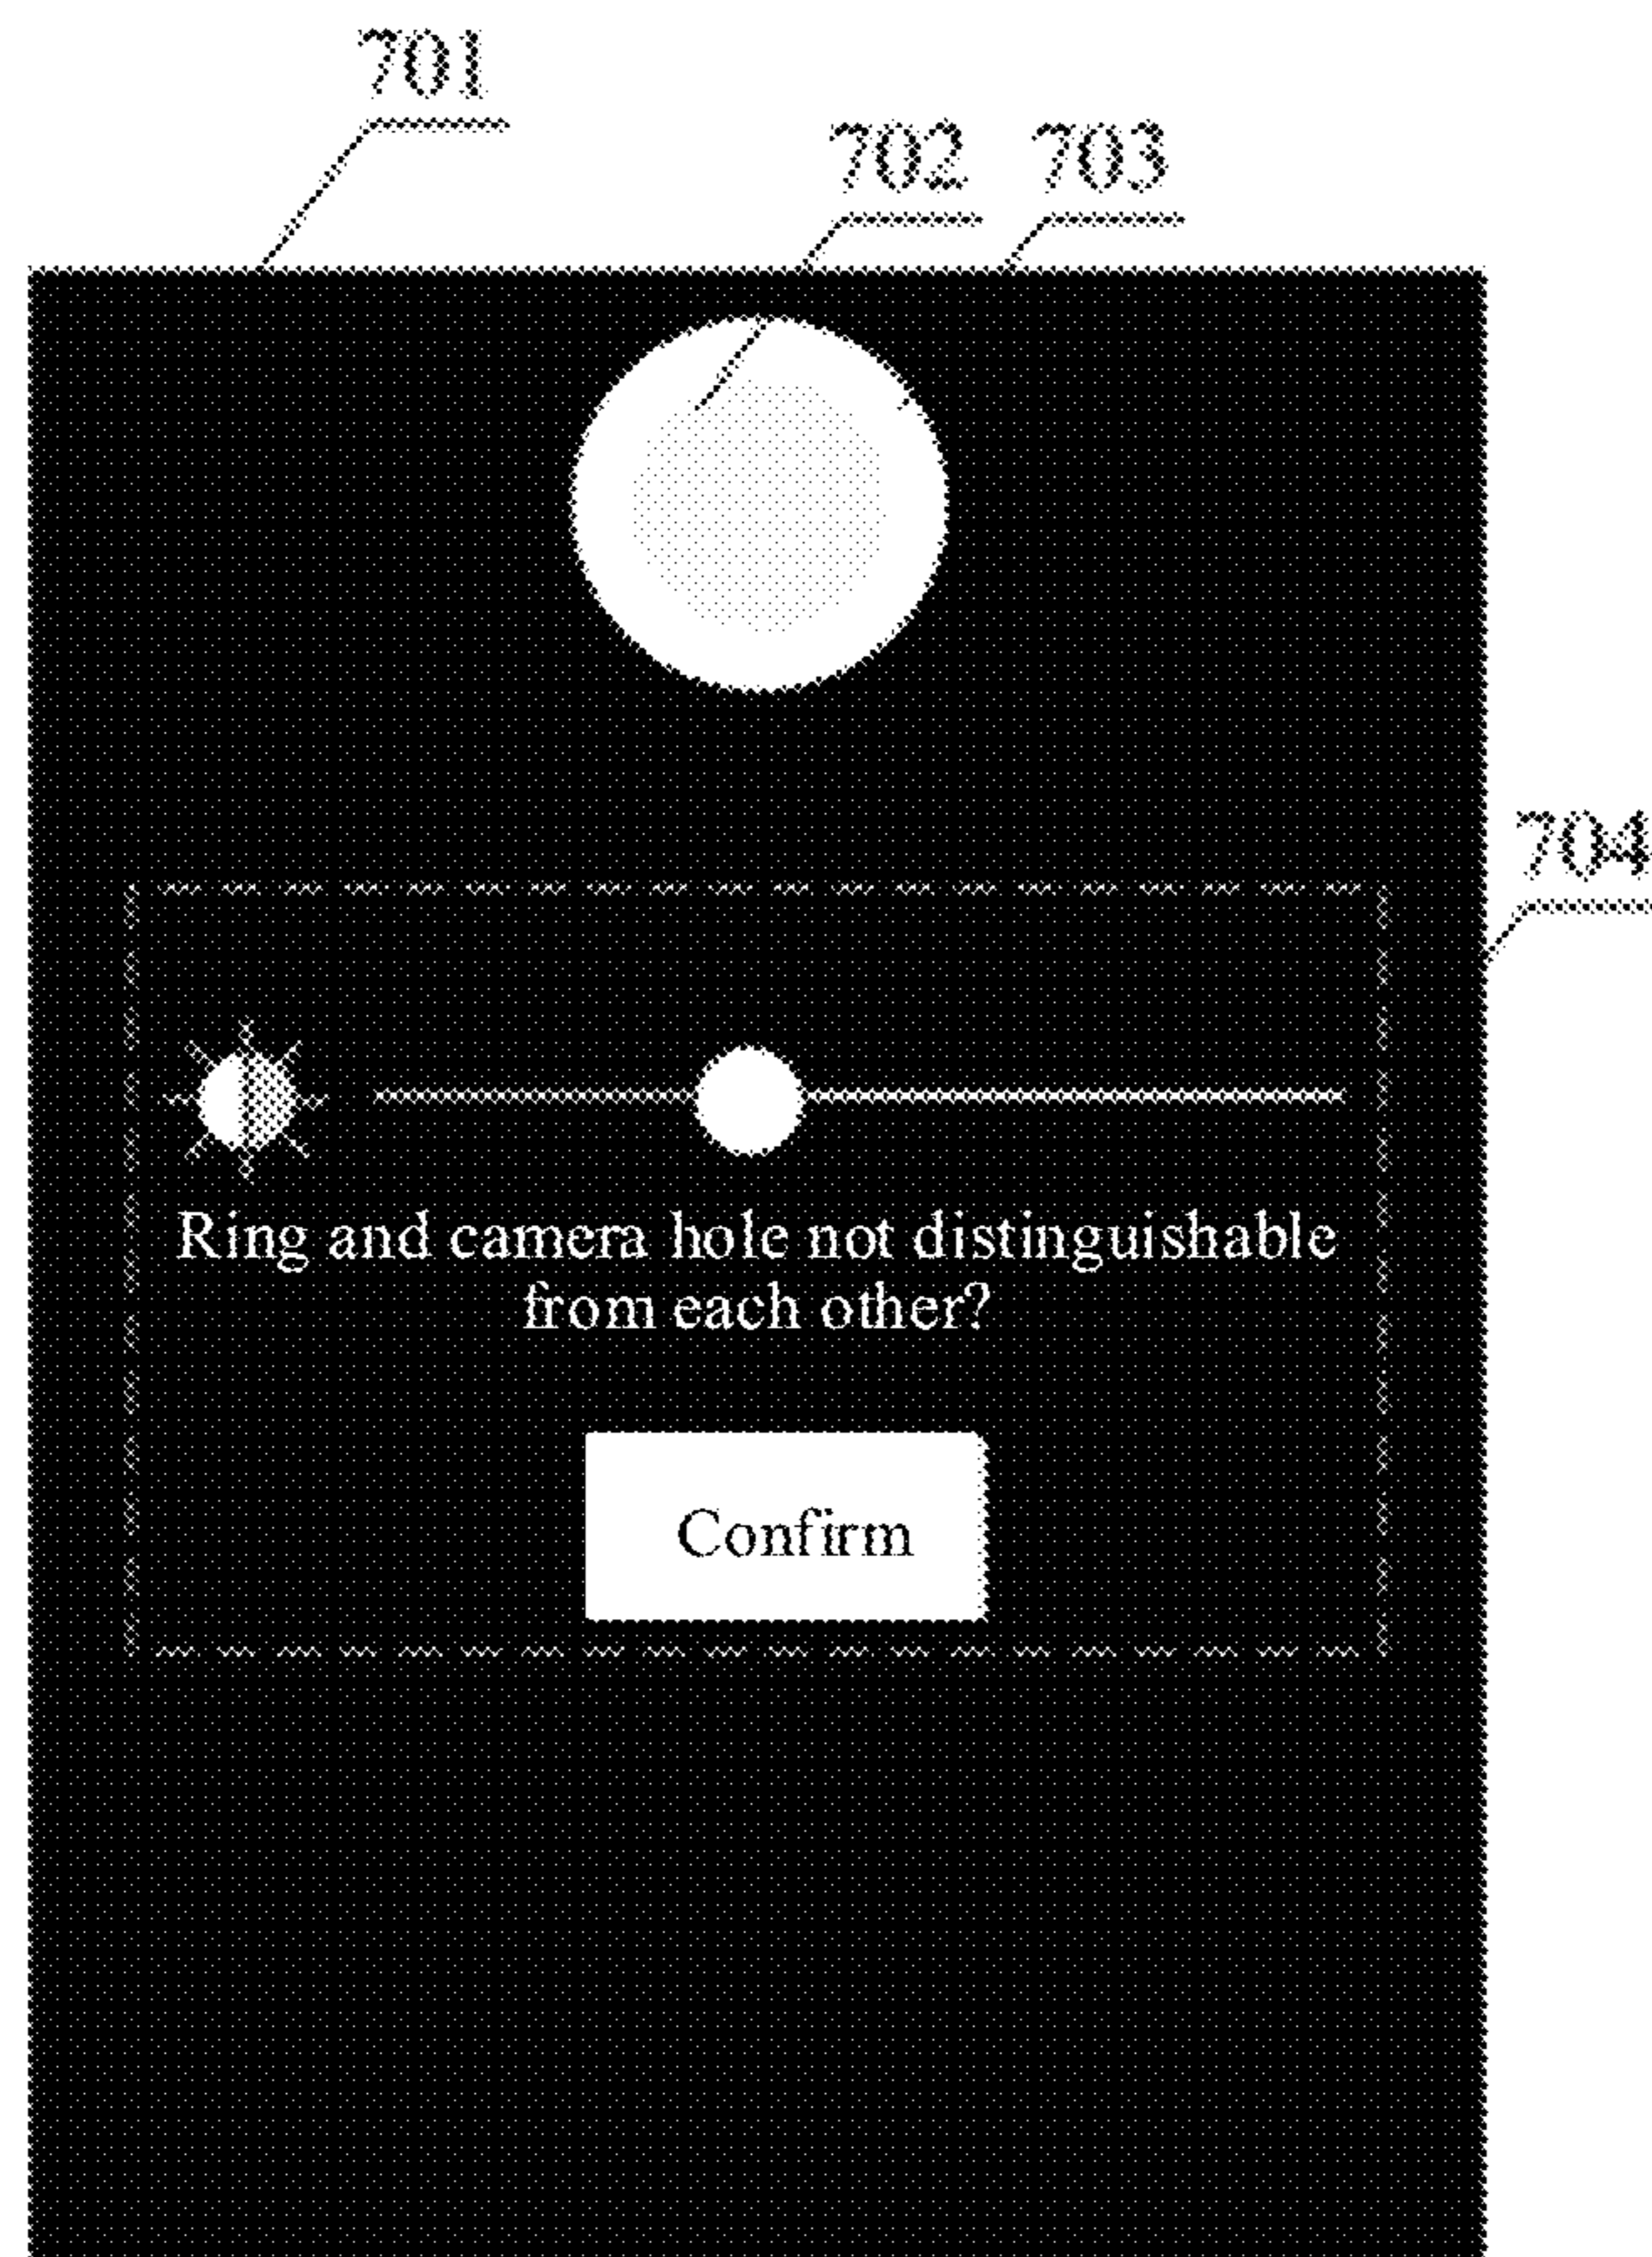 701
702 703
704
Ring and camera hole not distinguishable
from each other?
Confirm